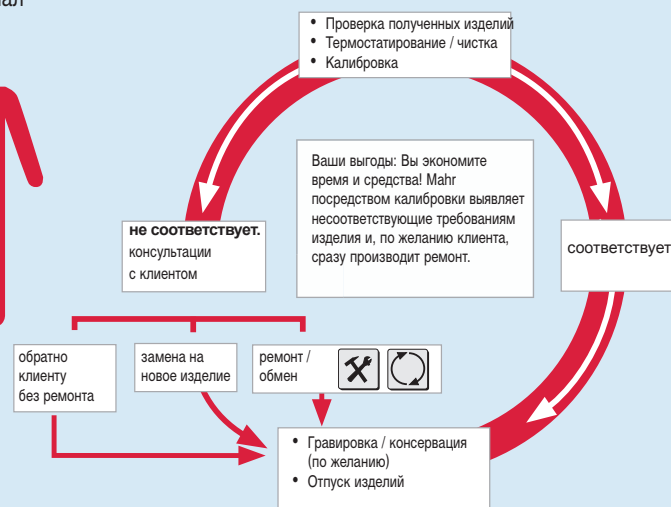 • Проверка полученных изделий
• Термостатирование / чистка
• Калибровка
Ваши выгоды: Вы экономите
время и средства! Mahr
посредством калибровки выявляет
несоответствующие требованиям
изделия и, по желанию клиента,
сразу производит ремонт.
не соответствует.
консультации
с клиентом
соответствует
обратно
клиенту
без ремонта
замена на
новое изделие
ремонт /
обмен
• Гравировка / консервация
(по желанию)
• Отпуск изделий